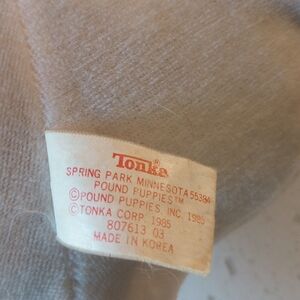 Tonka
SPRING PARK MINNESOTA 55384
POUND PUPPIES™
©POUND PUPPIES INC. 1985
©TONKA CORP. 1985
807613 03
MADE IN KOREA